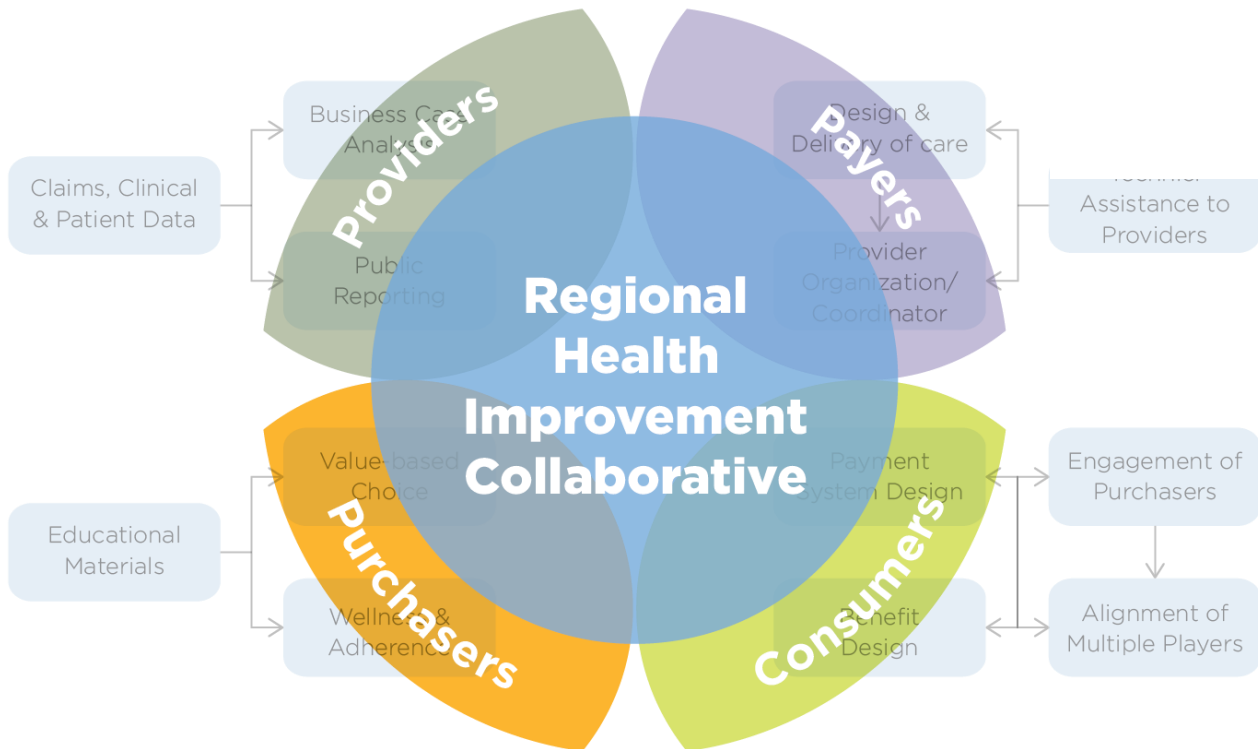 Providers
Payers
Purchasers
Consumers
Regional
Health
Improvement
Collaborative
Claims, Clinical
& Patient Data
Business Case
Analysis
Public
Reporting
Design &
Delivery of care
Provider
Organization/
Coordinator
Assistance to
Providers
Educational
Materials
Value-based
Choice
Wellness &
Adherence
Payment
System Design
Benefit
Design
Engagement of
Purchasers
Alignment of
Multiple Players